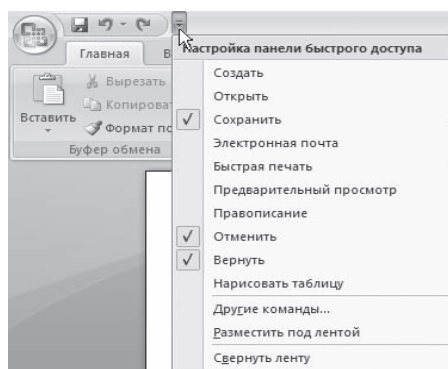 Настройка панели быстрого доступа
Главная
В
Создать
Вырезать
Открыть
Копирова
Сохранить
Вставить
Формат по
Электронная почта
Буфер обмена
Быстрая печать
Предварительный просмотр
Правописание
Отменить
Вернуть
Нарисовать таблицу
Другие команды...
Разместить под лентой
Свернуть ленту